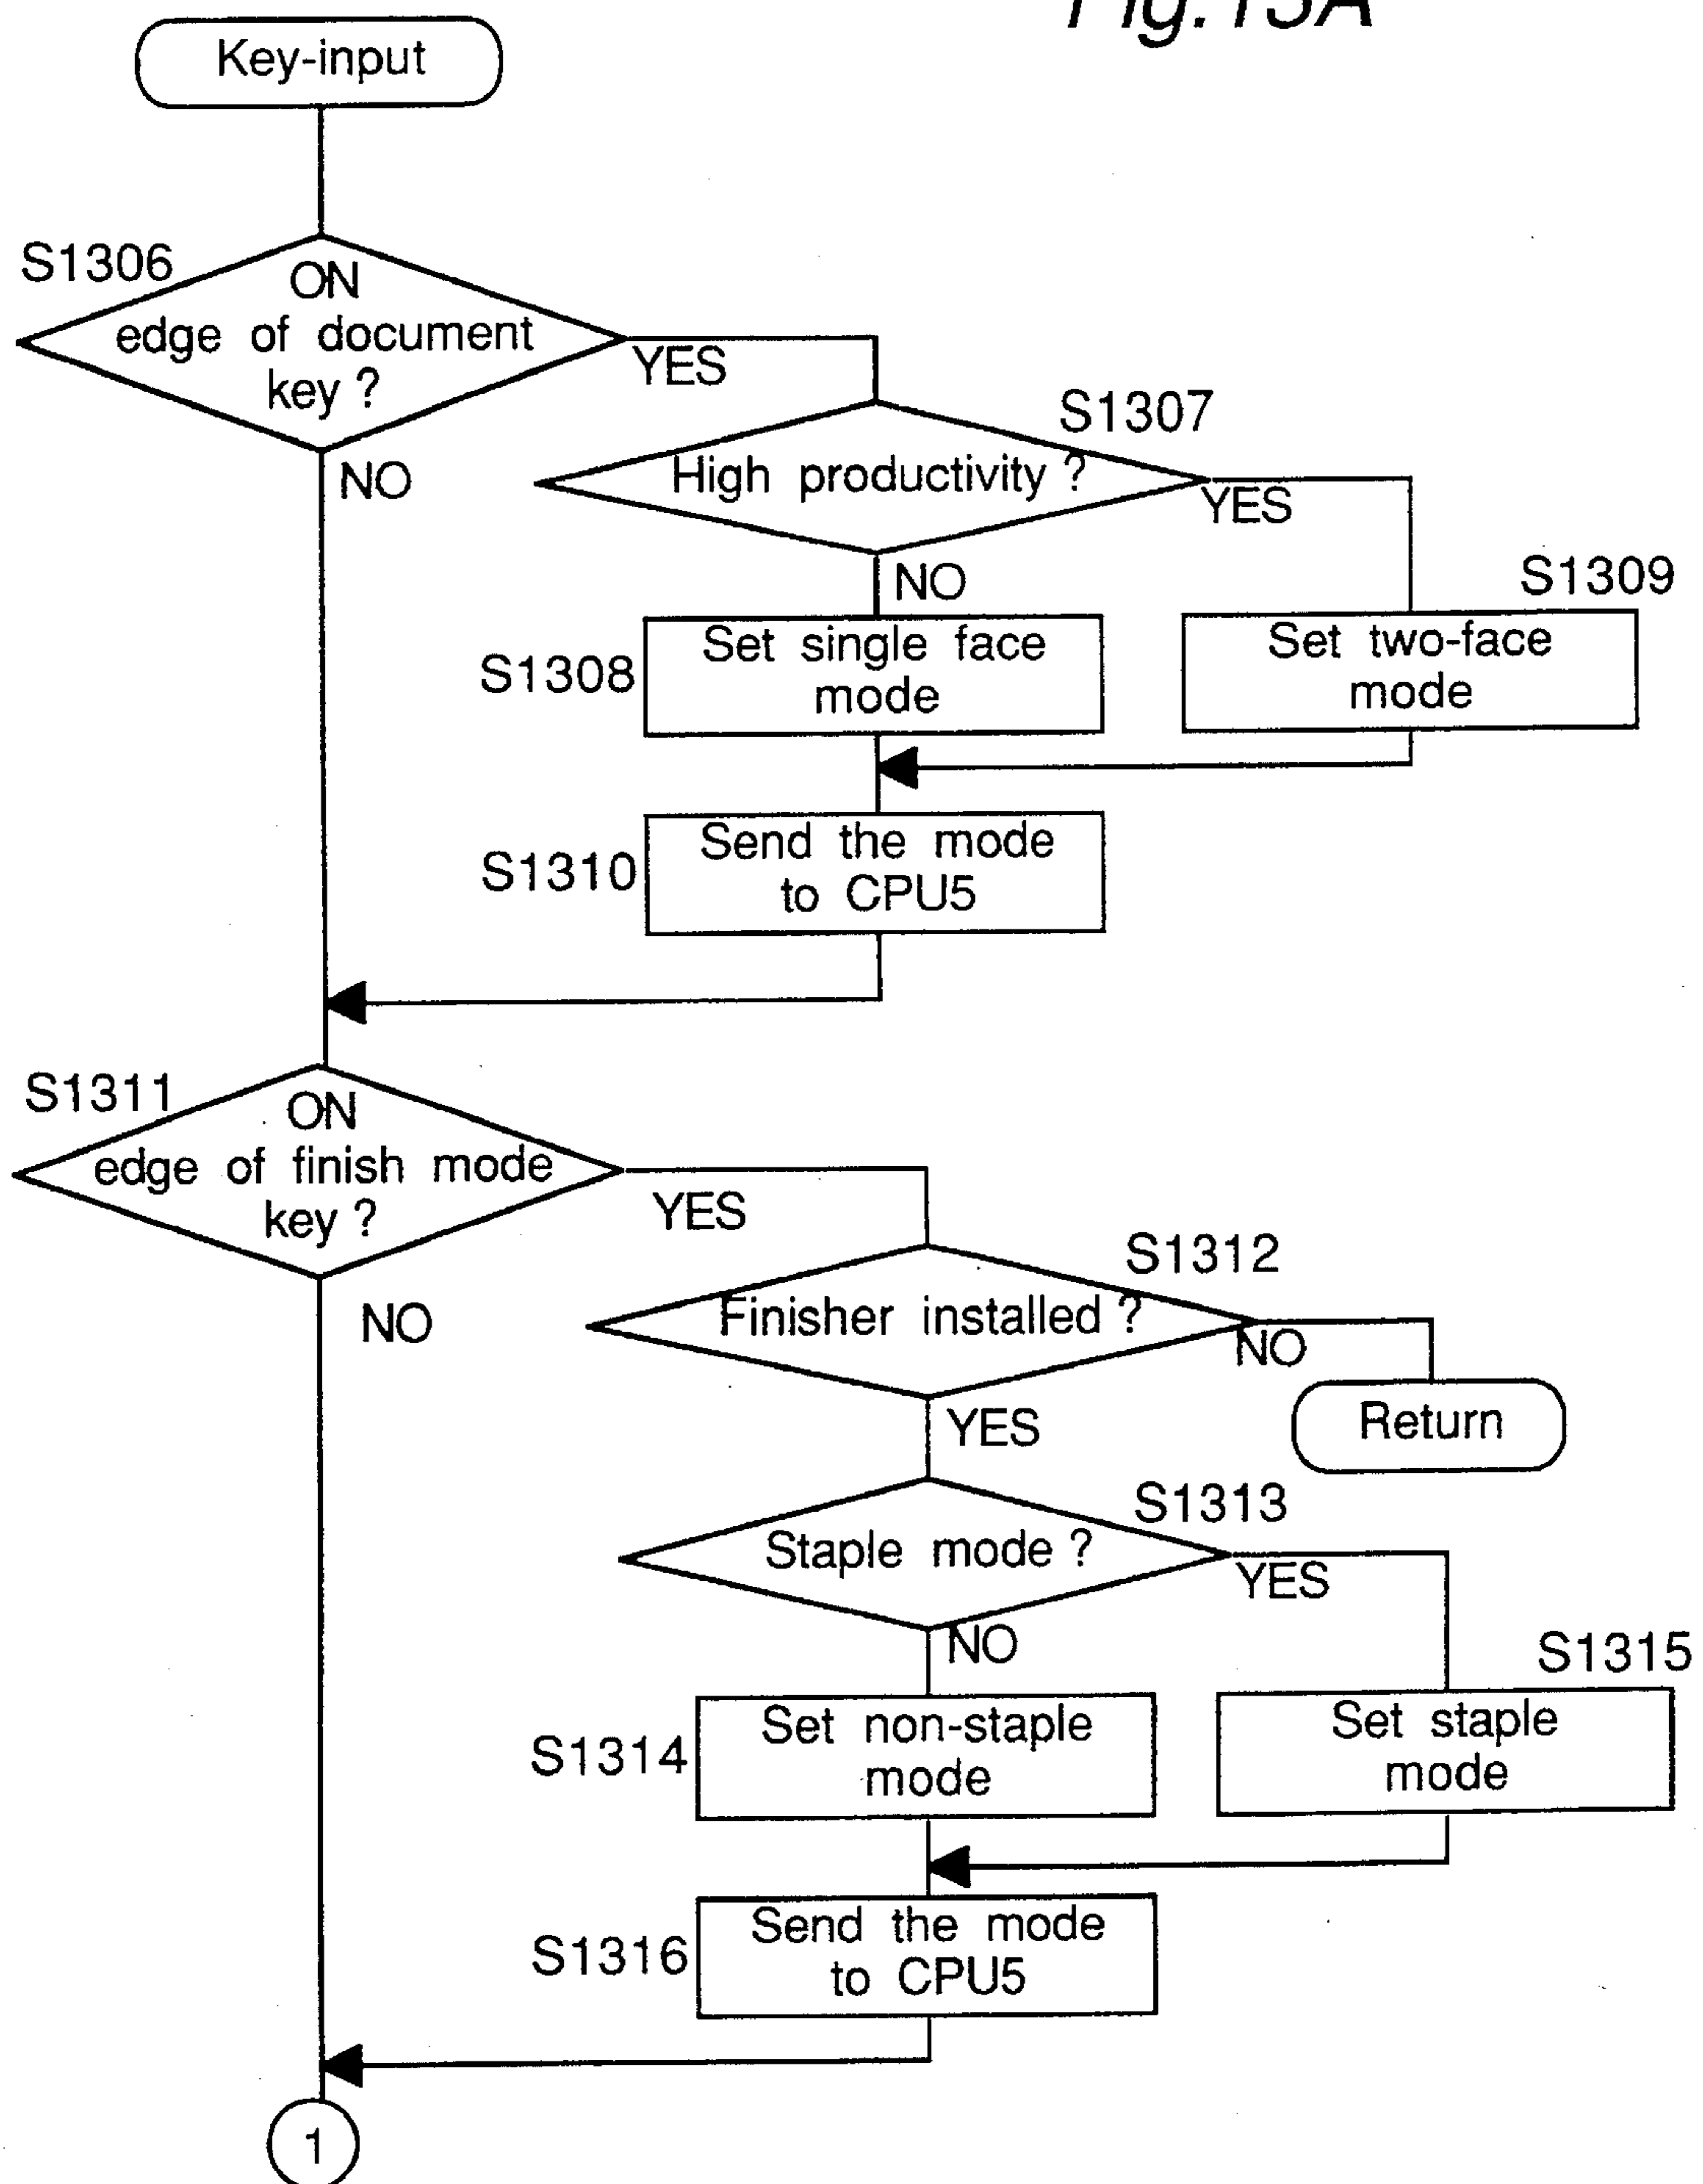 Fig.13A
Key-input
S1306
ON
edge of document
key ?
YES
NO
S1307
High productivity ?
YES
NO
S1309
S1308
Set single face
mode
Set two-face
mode
S1310
Send the mode
to CPU5
S1311
ON
edge of finish mode
key ?
YES
NO
S1312
Finisher installed ?
NO
YES
Return
S1313
Staple mode ?
YES
NO
S1315
S1314
Set non-staple
mode
Set staple
mode
S1316
Send the mode
to CPU5
1